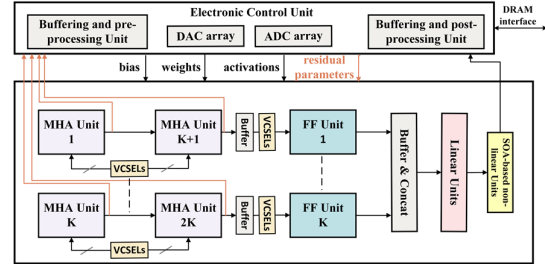 Electronic Control Unit
Buffering and pre-
processing Unit
DAC array
ADC array
Buffering and post-
processing Unit
DRAM
interface
bias
weights
activations
residual
parameters
MHA Unit
1
MHA Unit
K+1
Buffer
VCSELs
FF Unit
1
VCSELs
MHA Unit
K
MHA Unit
2K
Buffer
VCSELs
FF Unit
K
VCSELs
Buffer & Concat
Linear
Units
SOA-based non-
linear Units